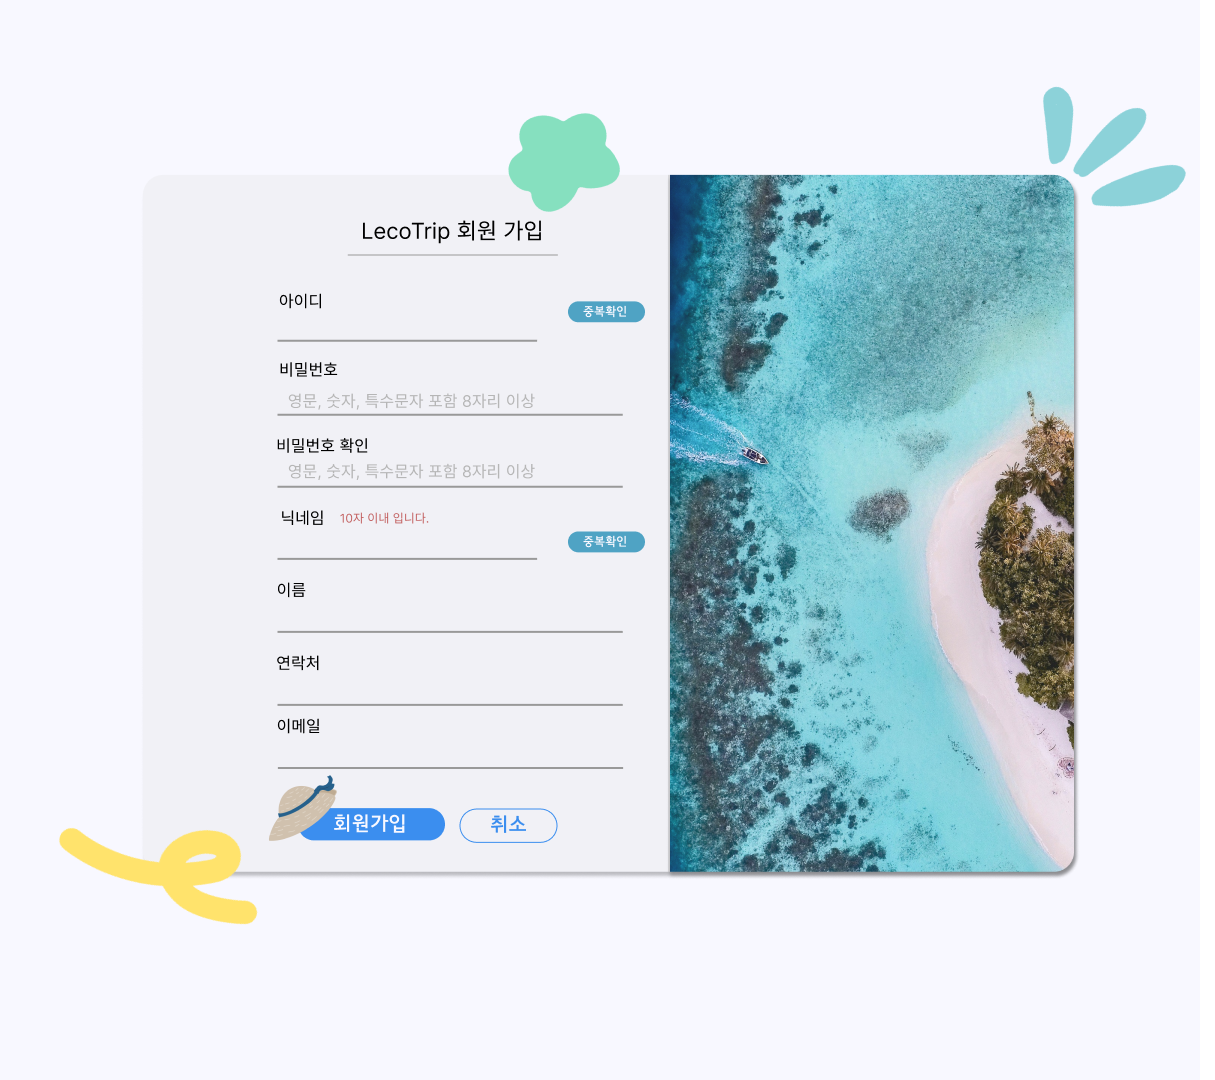 LecoTrip 회원 가입
아이디
중복확인
비밀번호
영문, 숫자, 특수문자 포함 8자리 이상
비밀번호 확인
영문, 숫자, 특수문자 포함 8자리 이상
닉네임 10자 이내 입니다.
중복확인
이름
연락처
이메일
회원가입 취소